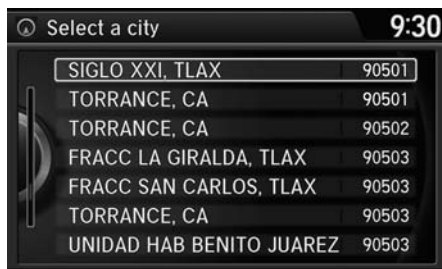 Select a city 9:30
SIGLO XXI, TLAX 90501
TORRANCE, CA 90501
TORRANCE, CA 90502
FRACC LA GIRALDA, TLAX 90503
FRACC SAN CARLOS, TLAX 90503
TORRANCE, CA 90503
UNIDAD HAB BENITO JUAREZ 90503